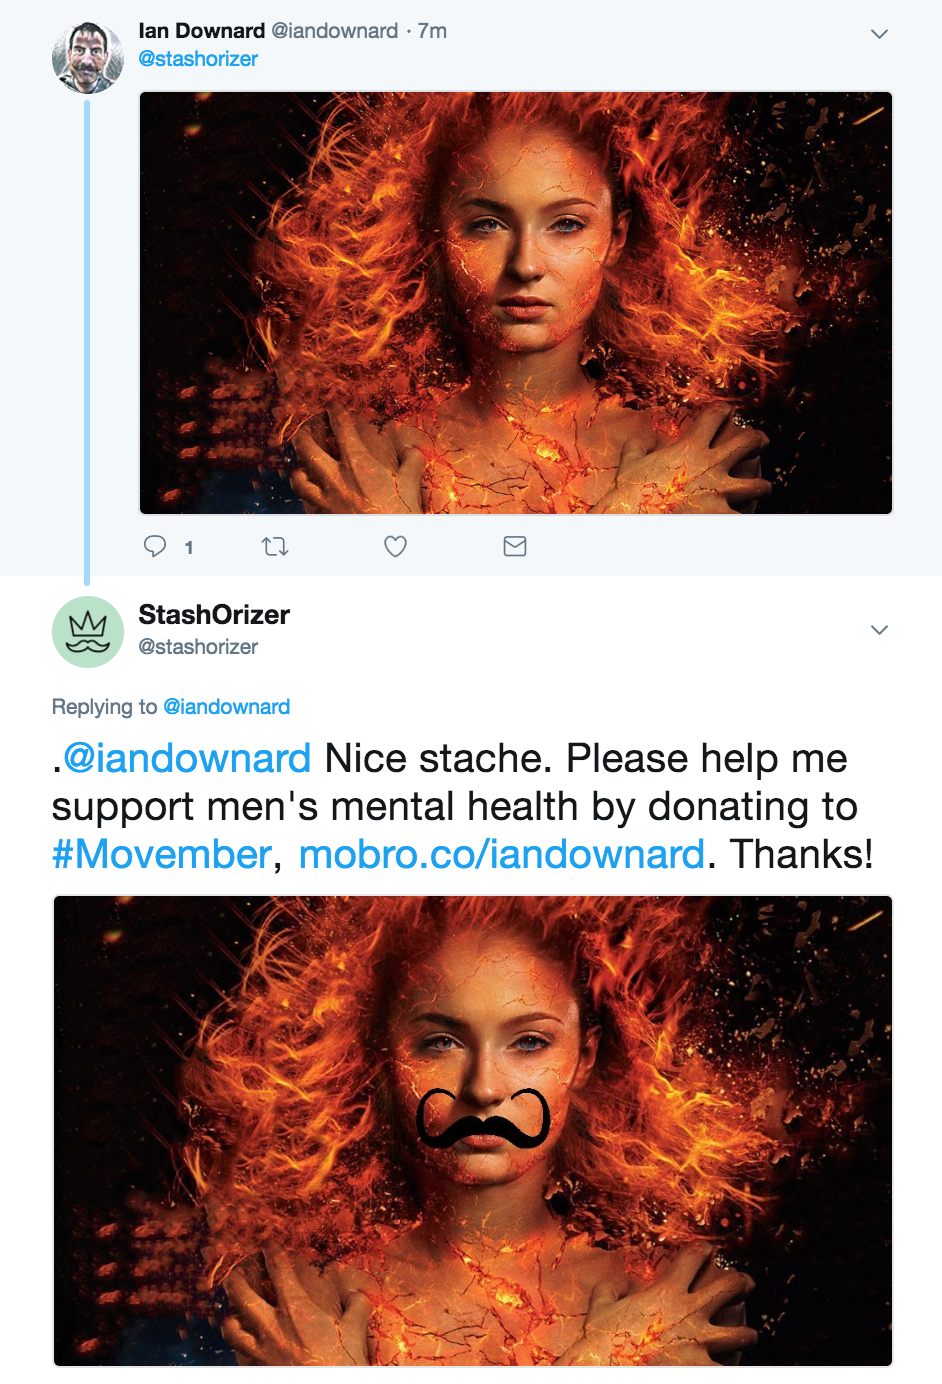 Ian Downard @iandownard · 7m
@stashorizer
1
StashOrizer
@stashorizer
Replying to @iandownard
.@iandownard Nice stache. Please help me
support men's mental health by donating to
#Movember, mobro.co/iandownard. Thanks!